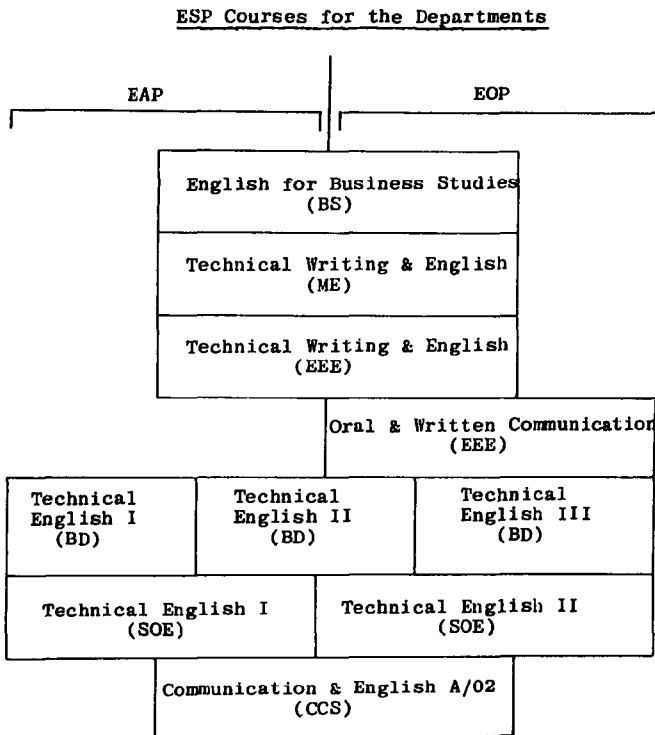 ESP Courses for the Departments
EAP EOP
English for Business Studies
(BS)
Technical Writing & English
(ME)
Technical Writing & English
(EEE)
Oral & Written Communication
(EEE)
Technical
English I
(BD)
Technical
English II
(BD)
Technical
English III
(BD)
Technical English I
(SOE)
Technical English II
(SOE)
Communication & English A/02
(CCS)